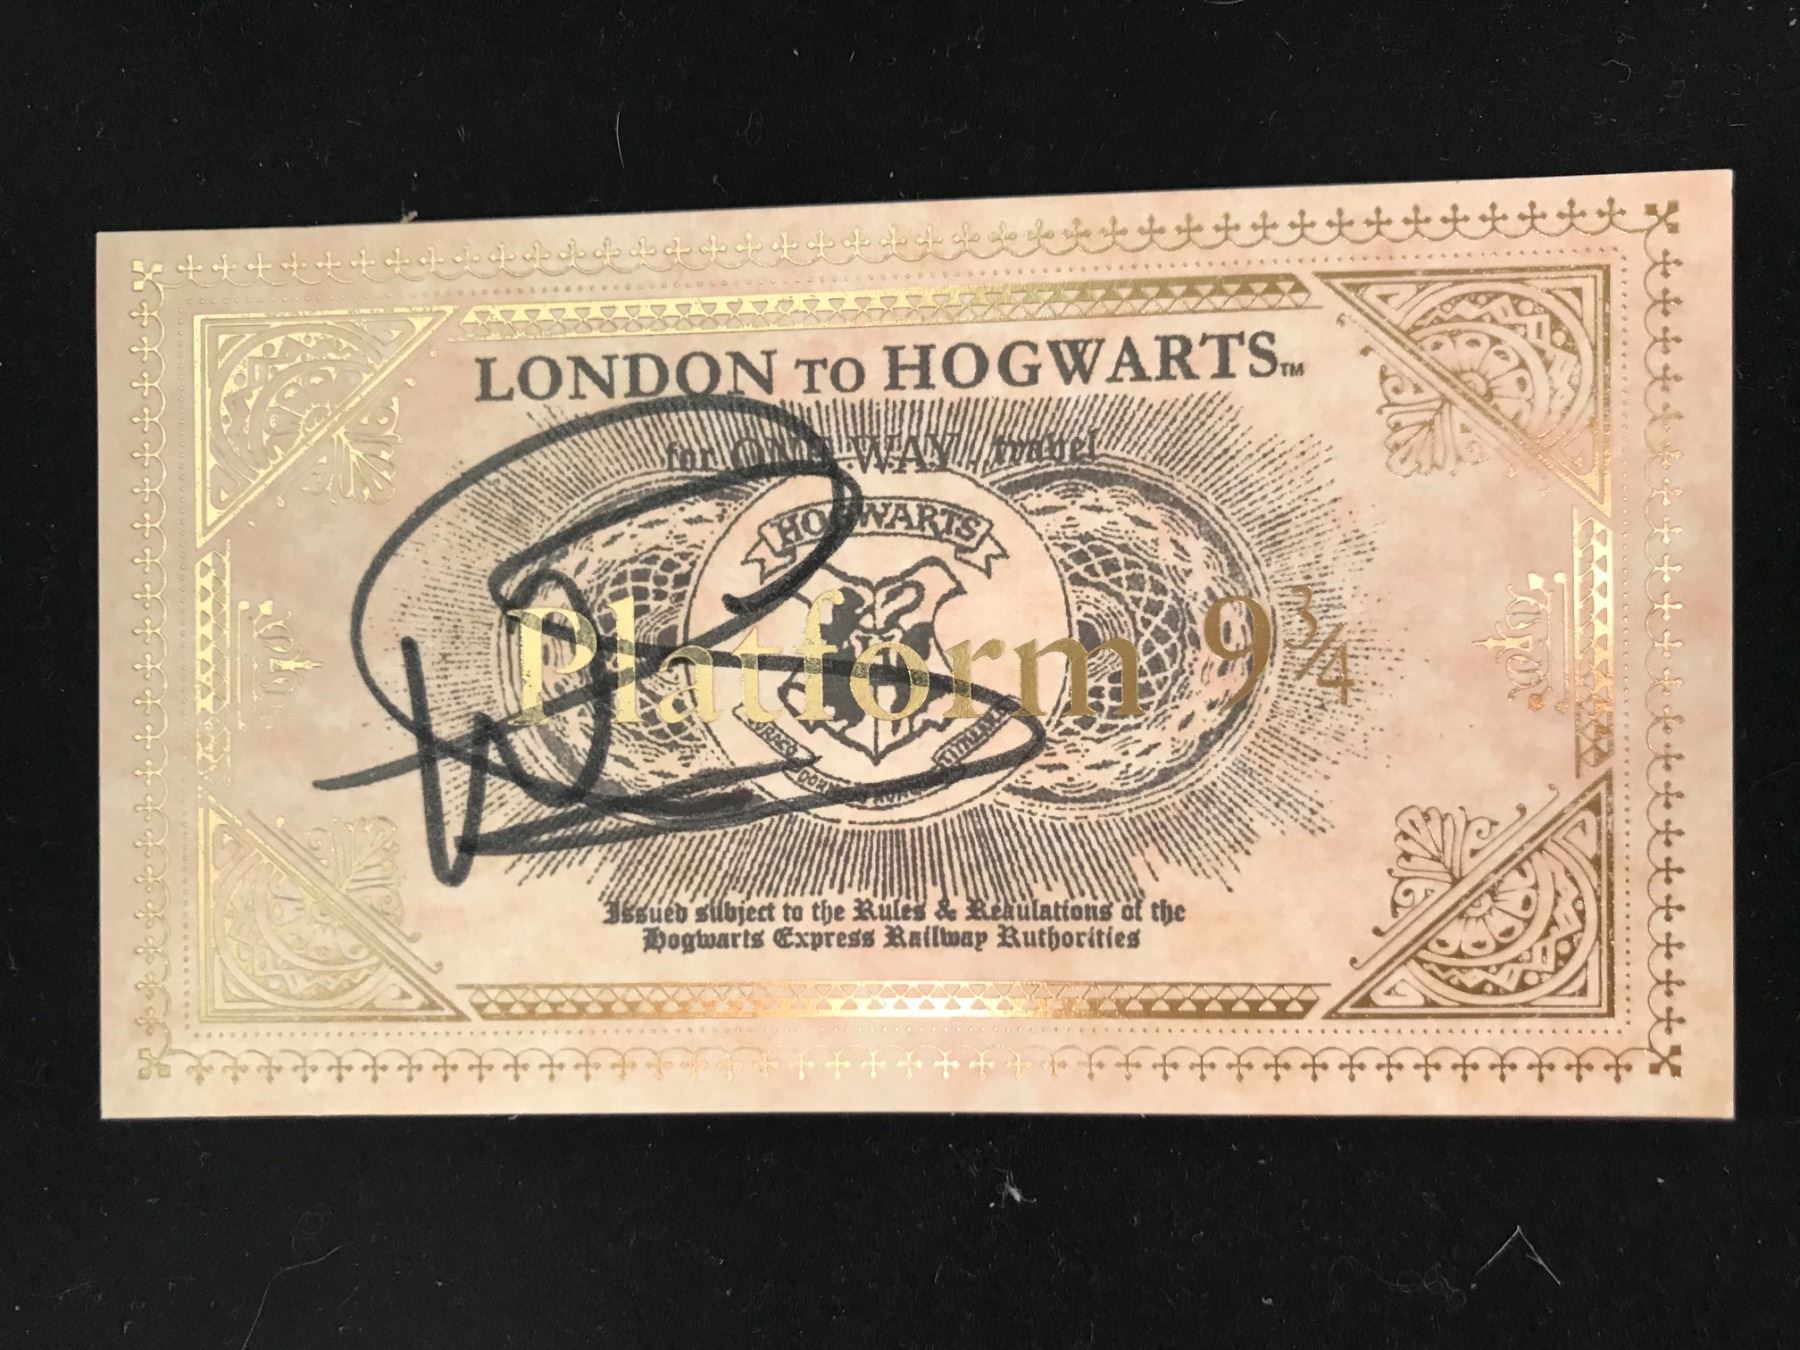 LONDON TO HOGWARTS™
for ONE WAY travel
HOGWARTS
Platform 9¾
Issued subject to the Rules & Reaulations of the
Hogwarts Express Railway Authorities